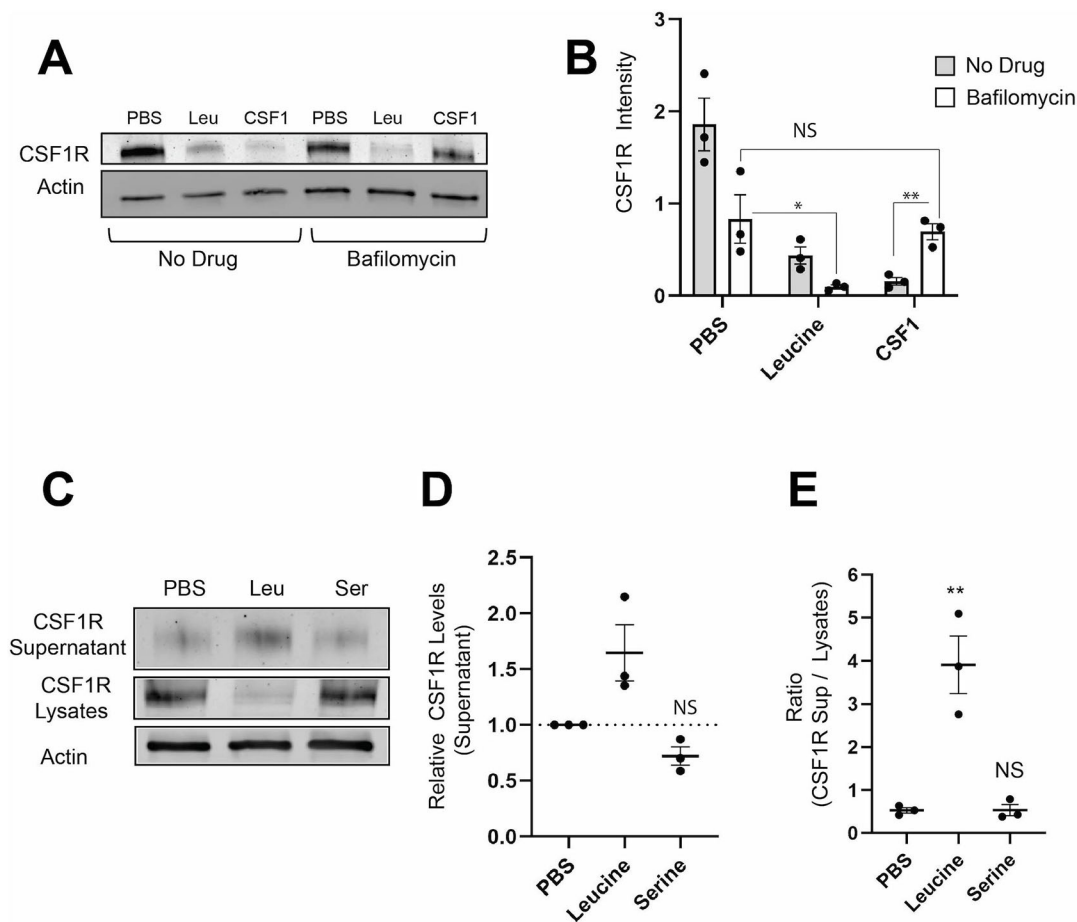 A
PBS Leu CSF1 PBS Leu CSF1
CSF1R
Actin
No Drug
Bafilomycin
B
CSF1R Intensity
3
2
1
0
No Drug
Bafilomycin
NS
*
**
PBS
Leucine
CSF1
C
PBS Leu Ser
CSF1R
Supernatant
CSF1R
Lysates
Actin
D
Relative CSF1R Levels
(Supernatant)
2.5
2.0
1.5
1.0
0.5
0.0
NS
PBS
Leucine
Serine
E
Ratio
(CSF1R Sup / Lysates)
6
5
4
3
2
1
0
**
NS
PBS
Leucine
Serine